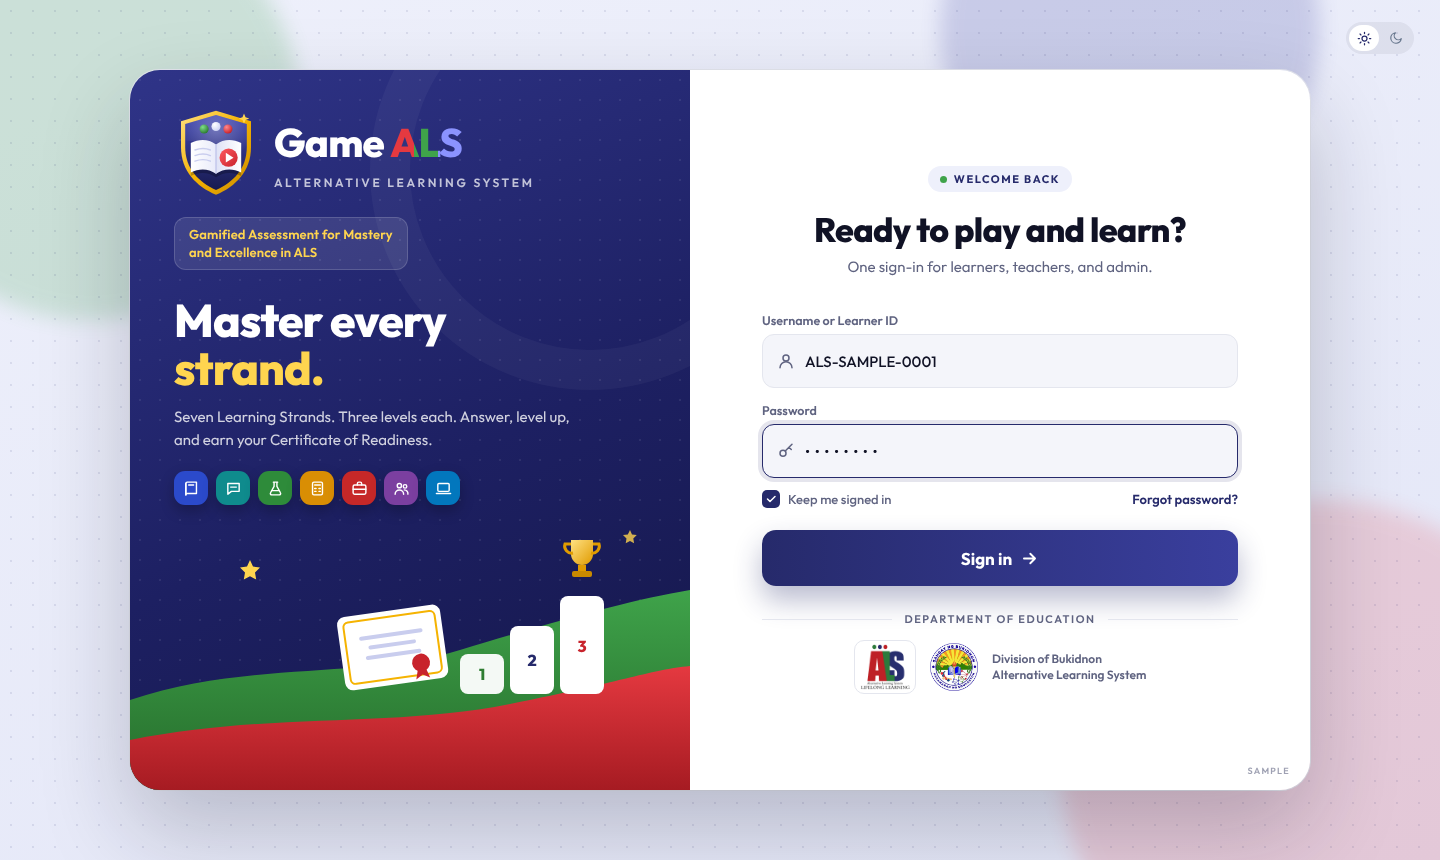 Game ALS
ALTERNATIVE LEARNING SYSTEM
Gamified Assessment for Mastery
and Excellence in ALS
Master every
strand.
Seven Learning Strands. Three levels each. Answer, level up,
and earn your Certificate of Readiness.
1
2
3
WELCOME BACK
Ready to play and learn?
One sign-in for learners, teachers, and admin.
Username or Learner ID
ALS-SAMPLE-0001
Password
Keep me signed in
Forgot password?
Sign in
DEPARTMENT OF EDUCATION
ALS
LIFELONG LEARNING
Division of Bukidnon
Alternative Learning System
SAMPLE